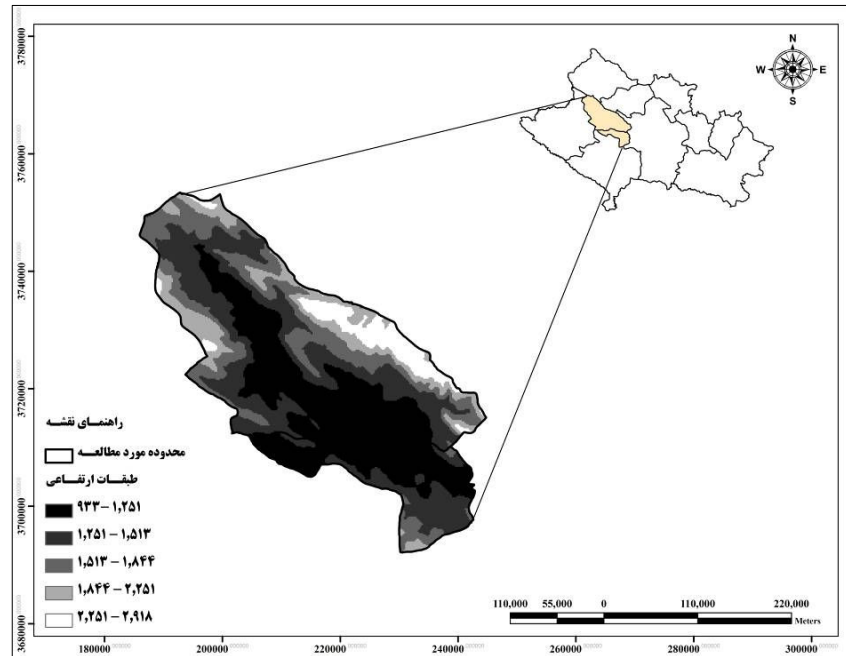 N
W E
S
3780000
3760000
3740000
3720000
3700000
3680000
راهنمای نقشه
محدوده مورد مطالعه
طبقات ارتفاعی
۹۳۳-۱,۲۵۱
۱,۲۵۱ - ۱,۵۱۳
۱,۵۱۳ - ۱,۸۴۴
۱,۸۴۴ - ۲,۲۵۱
۲,۲۵۱ - ۲,۹۱۸
110,000 55,000 0 110,000 220,000
Meters
180000 200000 220000 240000 260000 280000 300000